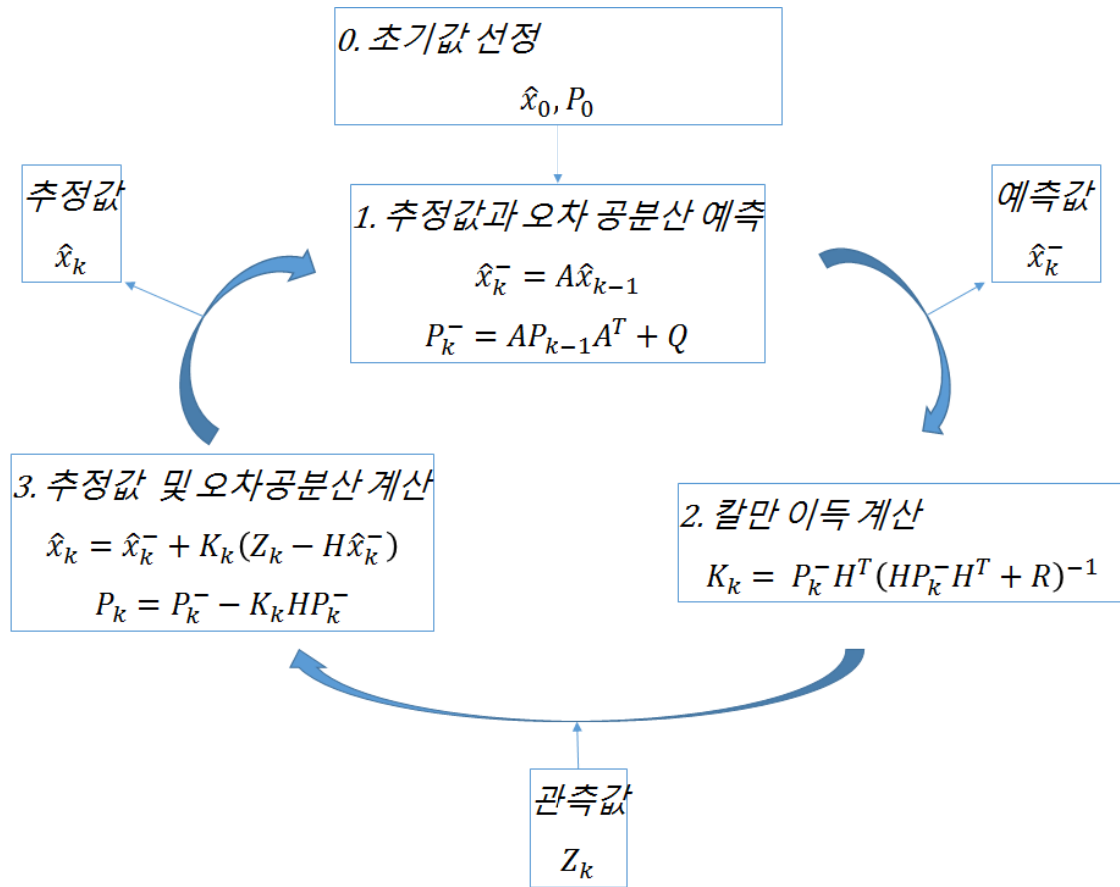 0. 초기값 선정
x̂₀, P₀
추정값
x̂ₖ
1. 추정값과 오차 공분산 예측
x̂ₖ⁻ = Ax̂ₖ₋₁
Pₖ⁻ = APₖ₋₁Aᵀ + Q
예측값
x̂ₖ⁻
2. 칼만 이득 계산
Kₖ = Pₖ⁻Hᵀ(HPₖ⁻Hᵀ + R)⁻¹
3. 추정값 및 오차공분산 계산
x̂ₖ = x̂ₖ⁻ + Kₖ(Zₖ − Hx̂ₖ⁻)
Pₖ = Pₖ⁻ − KₖHPₖ⁻
관측값
Zₖ